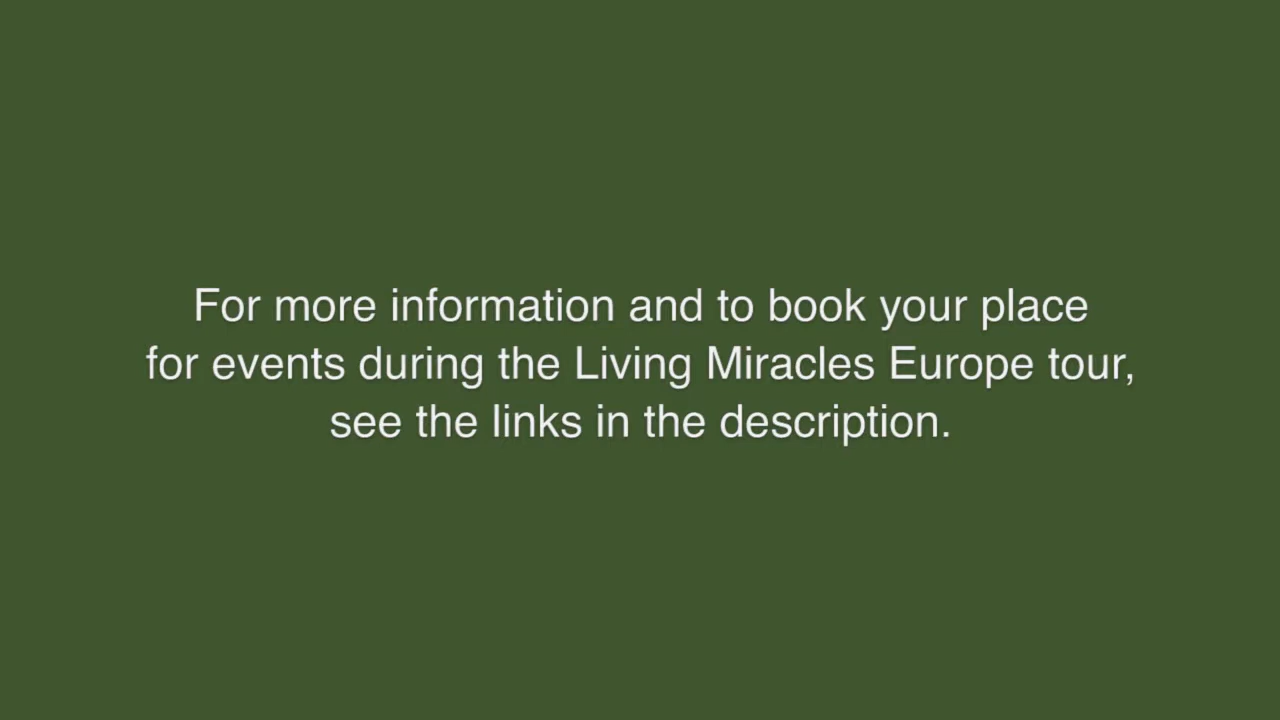 For more information and to book your place
for events during the Living Miracles Europe tour,
see the links in the description.